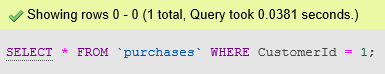 Showing rows 0 - 0 (1 total, Query took 0.0381 seconds.)
SELECT * FROM `purchases` WHERE CustomerId = 1;